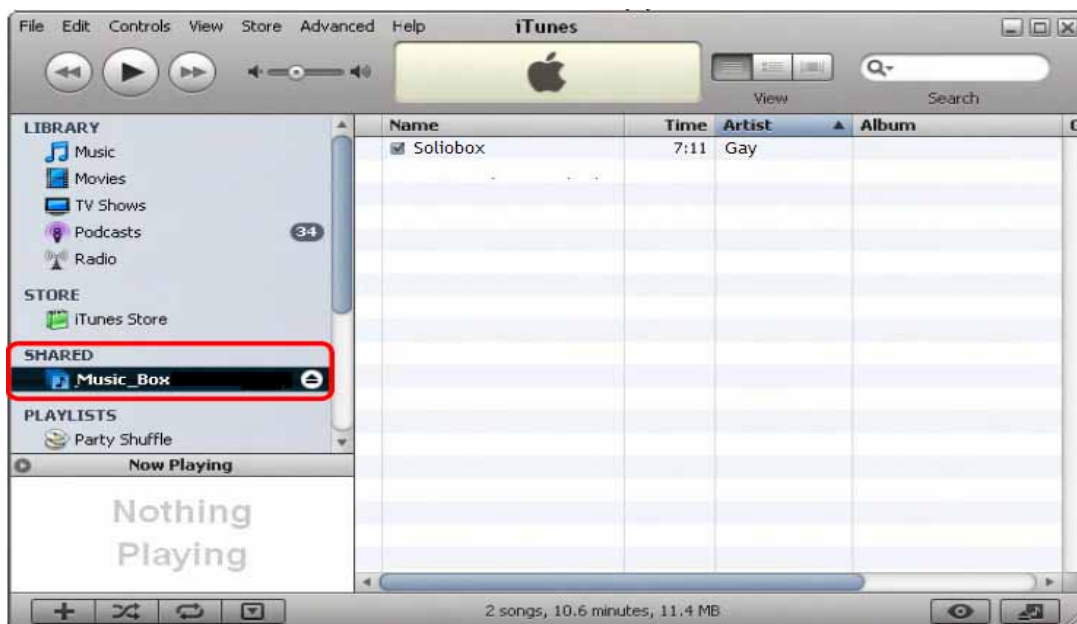 File Edit Controls View Store Advanced Help iTunes
View Search
LIBRARY
Music
Movies
TV Shows
Podcasts 34
Radio
STORE
iTunes Store
SHARED
Music_Box
PLAYLISTS
Party Shuffle
Now Playing
Nothing
Playing
Name Time Artist Album
Soliobox 7:11 Gay
2 songs, 10.6 minutes, 11.4 MB